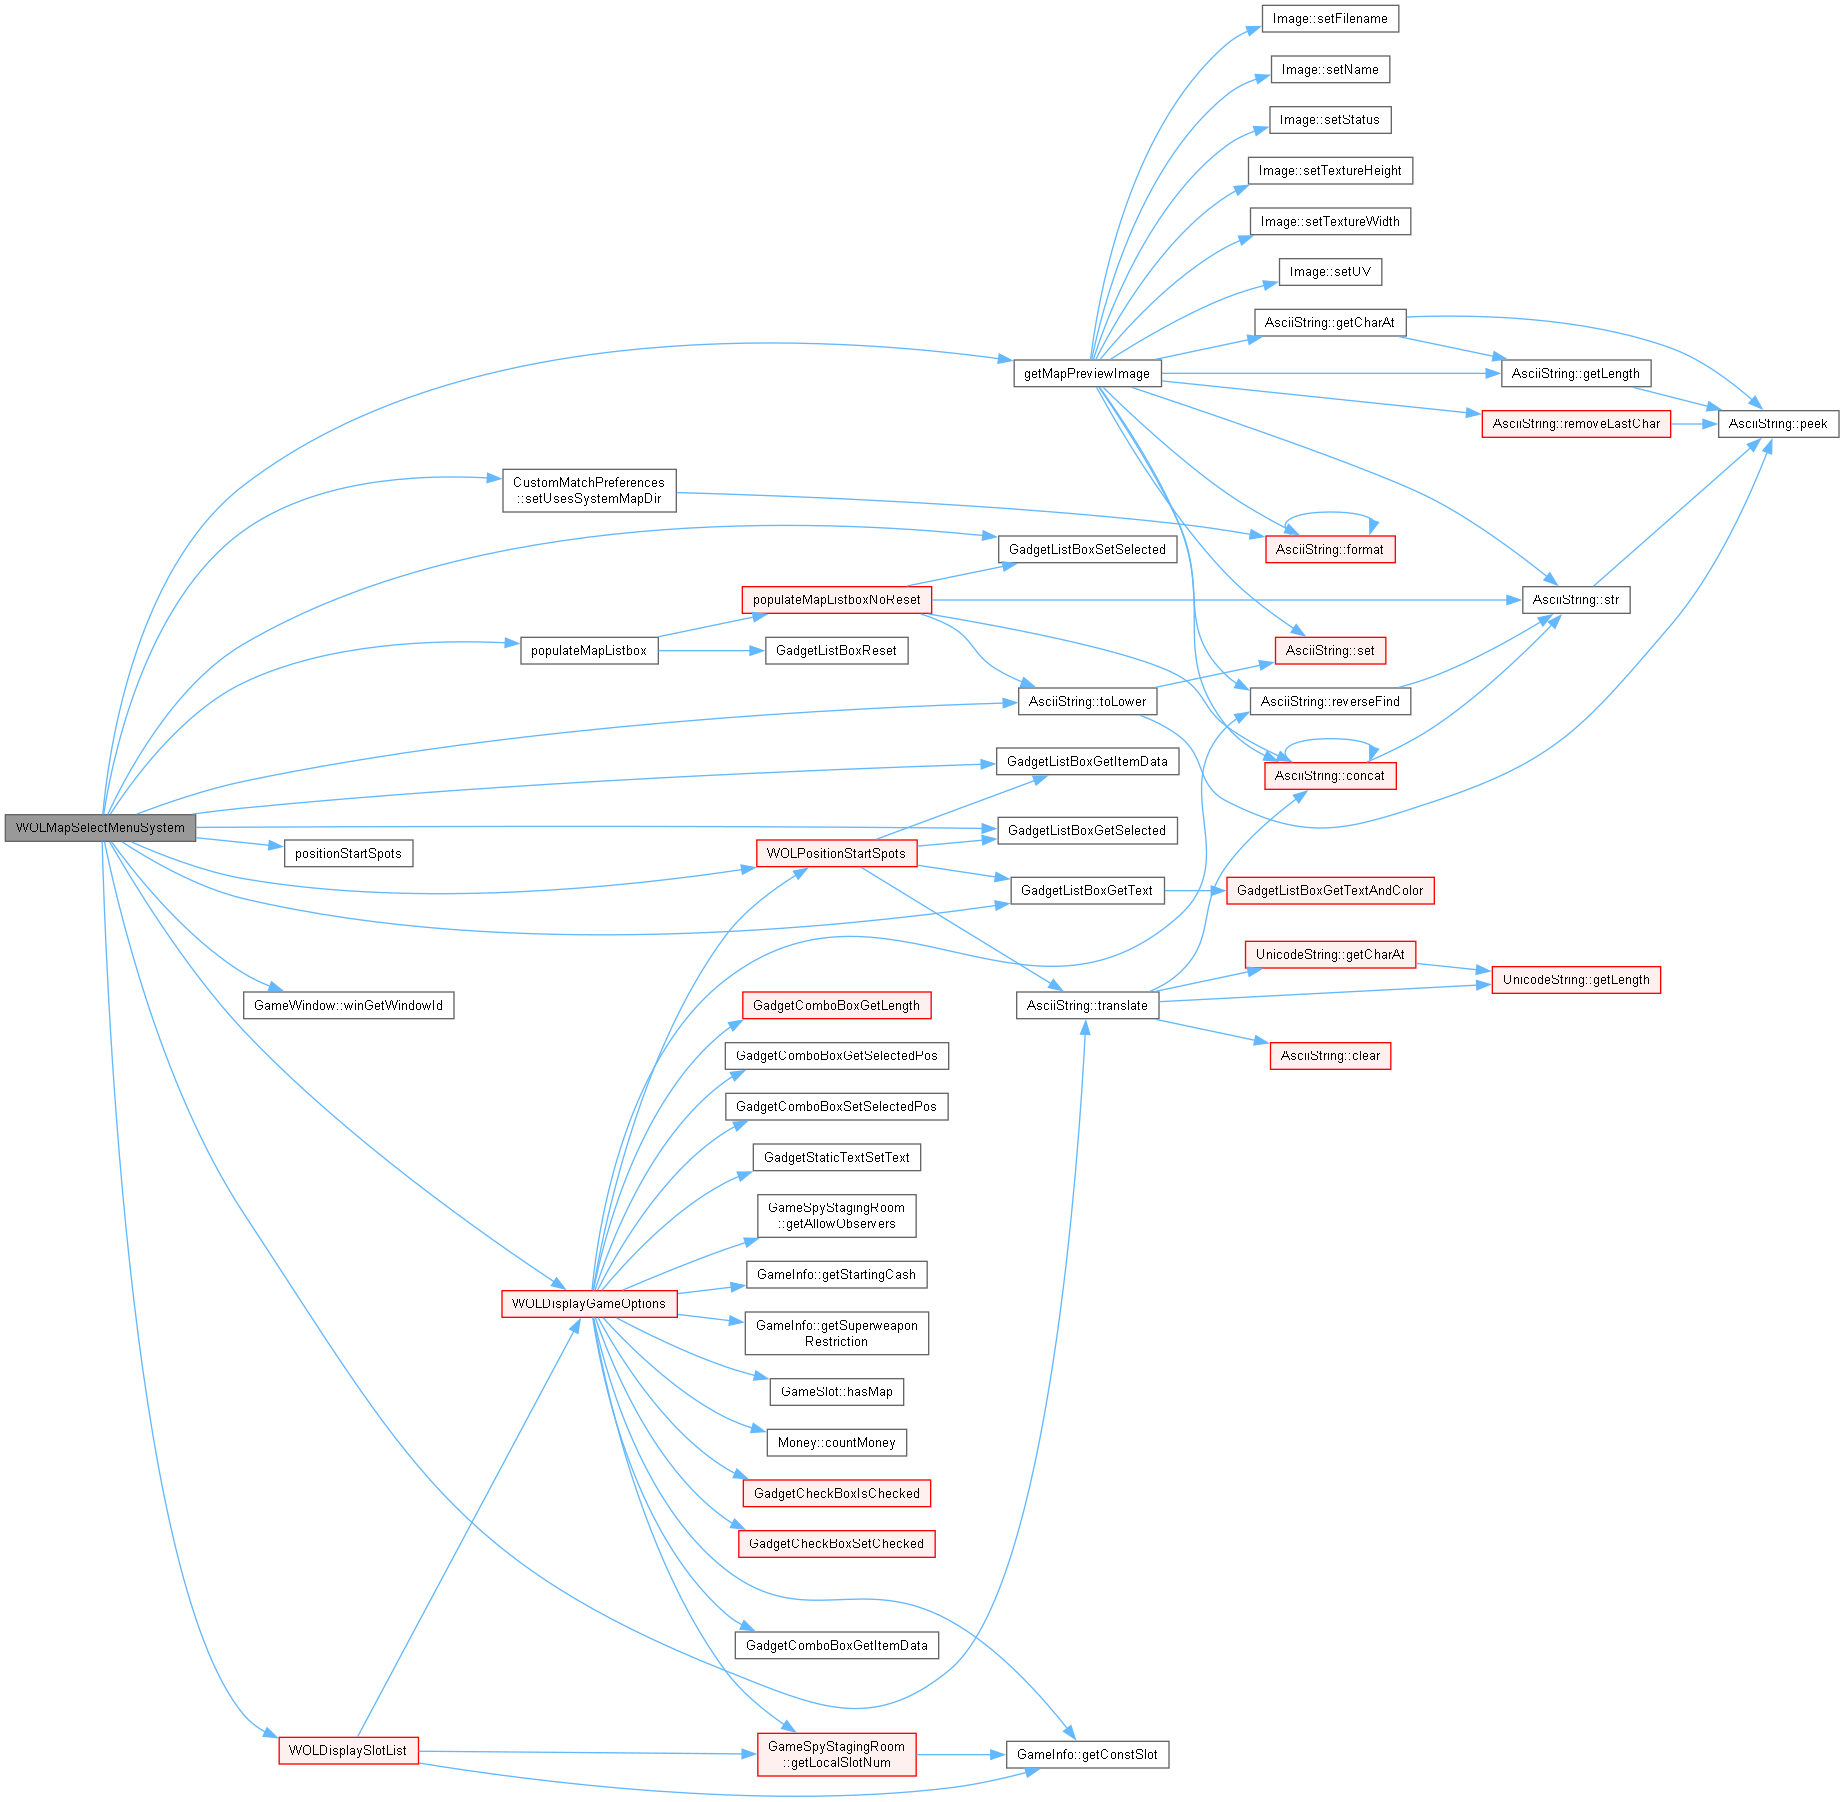 Image::setFilename
Image::setName
Image::setStatus
Image::setTextureHeight
Image::setTextureWidth
Image::setUV
AsciiString::getCharAt
getMapPreviewImage
AsciiString::getLength
AsciiString::removeLastChar
AsciiString::peek
CustomMatchPreferences
::setUsesSystemMapDir
GadgetListBoxSetSelected
AsciiString::format
populateMapListboxNoReset
AsciiString::str
populateMapListbox
GadgetListBoxReset
AsciiString::set
AsciiString::toLower
AsciiString::reverseFind
GadgetListBoxGetItemData
AsciiString::concat
WOLMapSelectMenuSystem
GadgetListBoxGetSelected
positionStartSpots
WOLPositionStartSpots
GadgetListBoxGetText
GadgetListBoxGetTextAndColor
UnicodeString::getCharAt
UnicodeString::getLength
GameWindow::winGetWindowId
GadgetComboBoxGetLength
AsciiString::translate
GadgetComboBoxGetSelectedPos
AsciiString::clear
GadgetComboBoxSetSelectedPos
GadgetStaticTextSetText
GameSpyStagingRoom
::getAllowObservers
GameInfo::getStartingCash
WOLDisplayGameOptions
GameInfo::getSuperweapon
Restriction
GameSlot::hasMap
Money::countMoney
GadgetCheckBoxIsChecked
GadgetCheckBoxSetChecked
GadgetComboBoxGetItemData
WOLDisplaySlotList
GameSpyStagingRoom
::getLocalSlotNum
GameInfo::getConstSlot